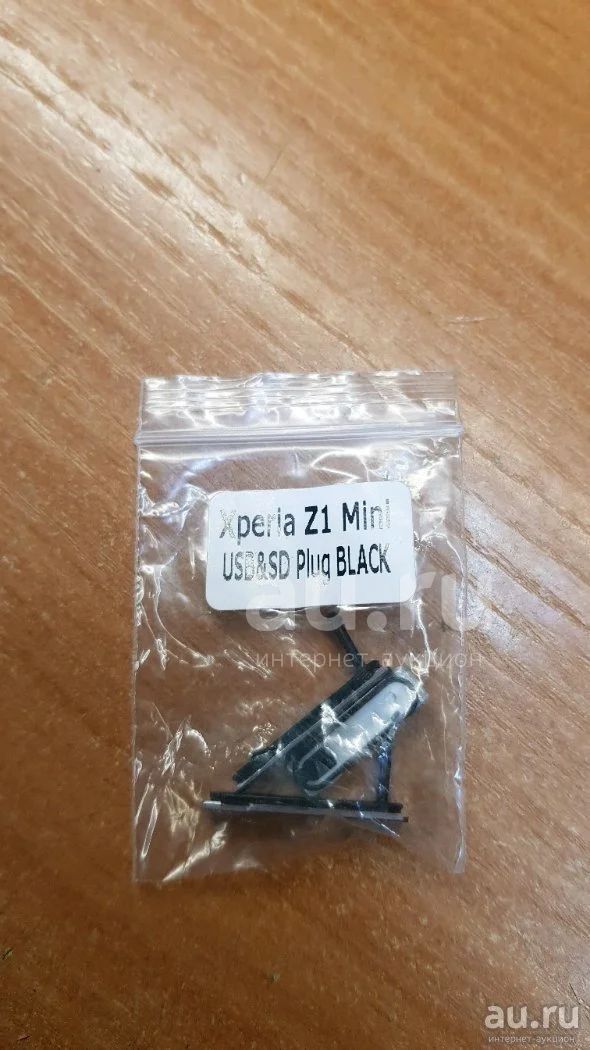 Xperia Z1 Mini
USB&SD Plug BLACK
au.ru
интернет-аукцион
au.ru
интернет-аукцион